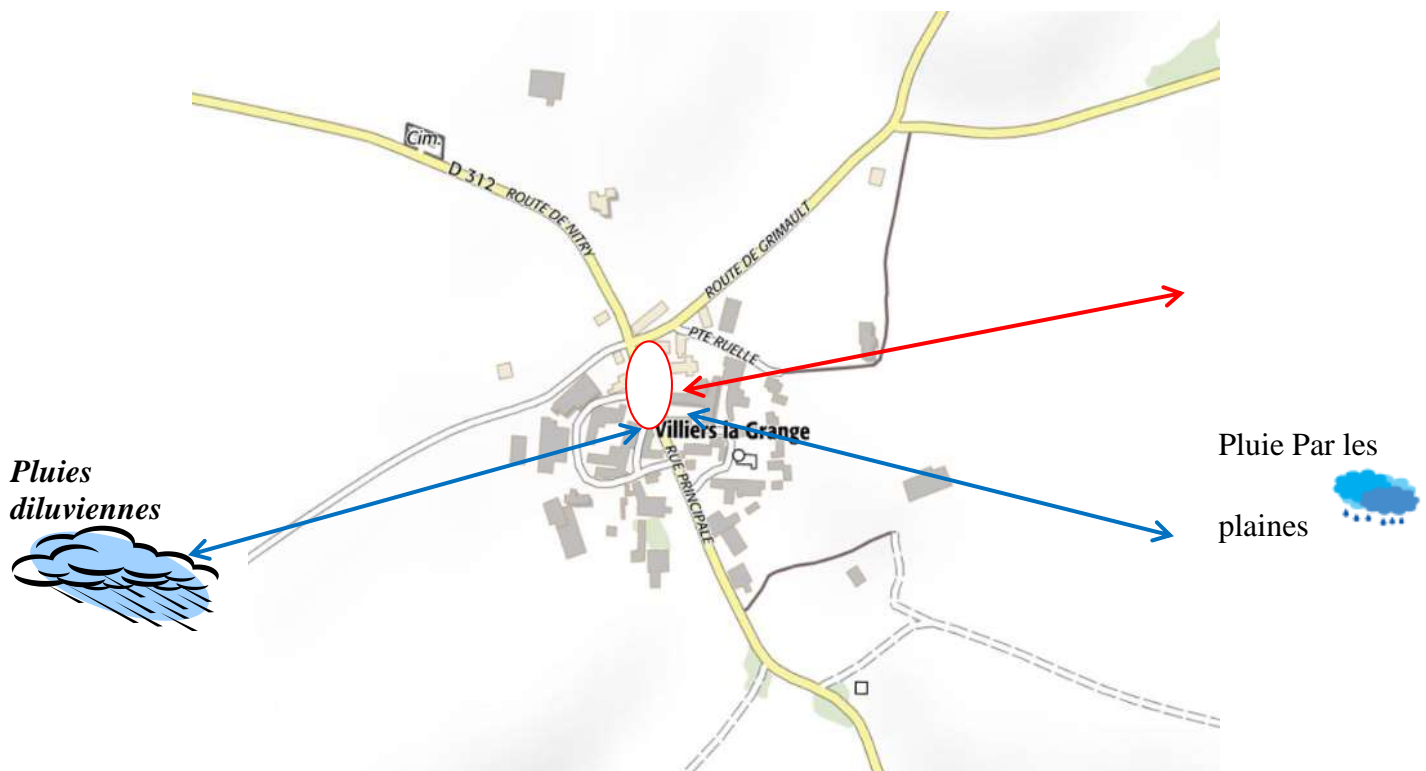 Cim.
D 312 ROUTE DE NITRY
ROUTE DE GRIMAULT
PTE RUELLE
Villiers la Grange
RUE PRINCIPALE
Pluies
diluviennes
Pluie Par les
plaines